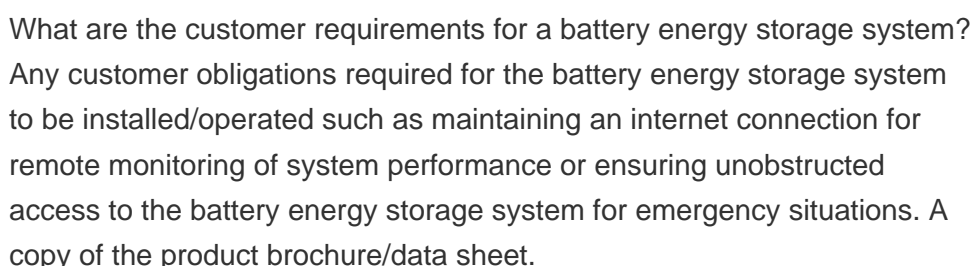 What are the customer requirements for a battery energy storage system?
Any customer obligations required for the battery energy storage system
to be installed/operated such as maintaining an internet connection for
remote monitoring of system performance or ensuring unobstructed
access to the battery energy storage system for emergency situations. A
copy of the product brochure/data sheet.